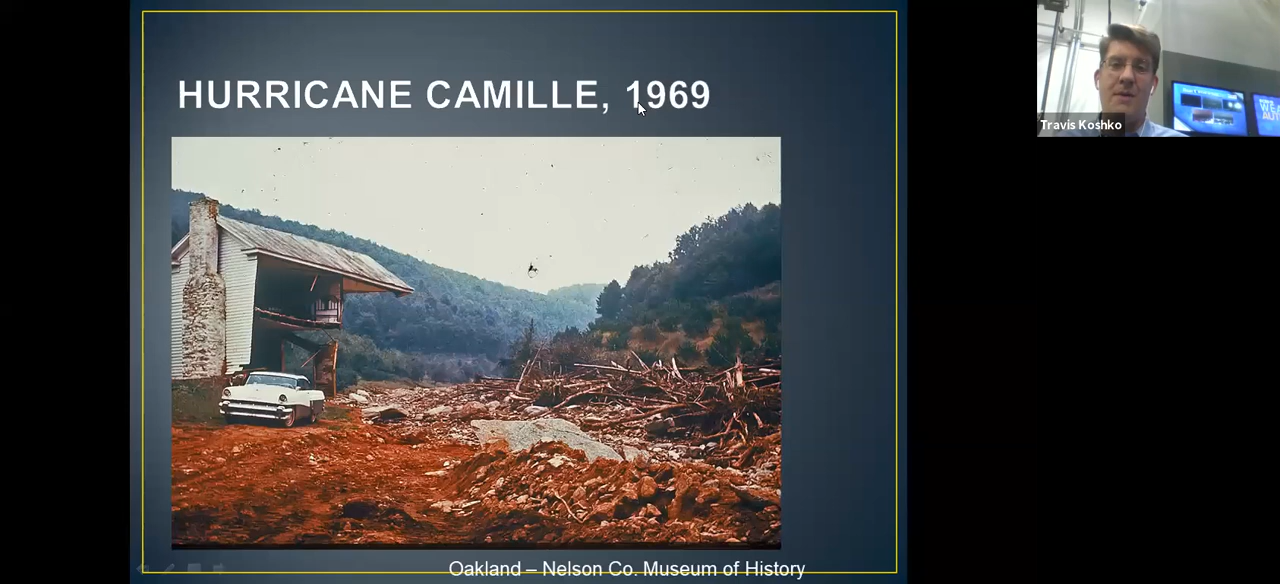 HURRICANE CAMILLE, 1969
Travis Koshko
Oakland – Nelson Co. Museum of History